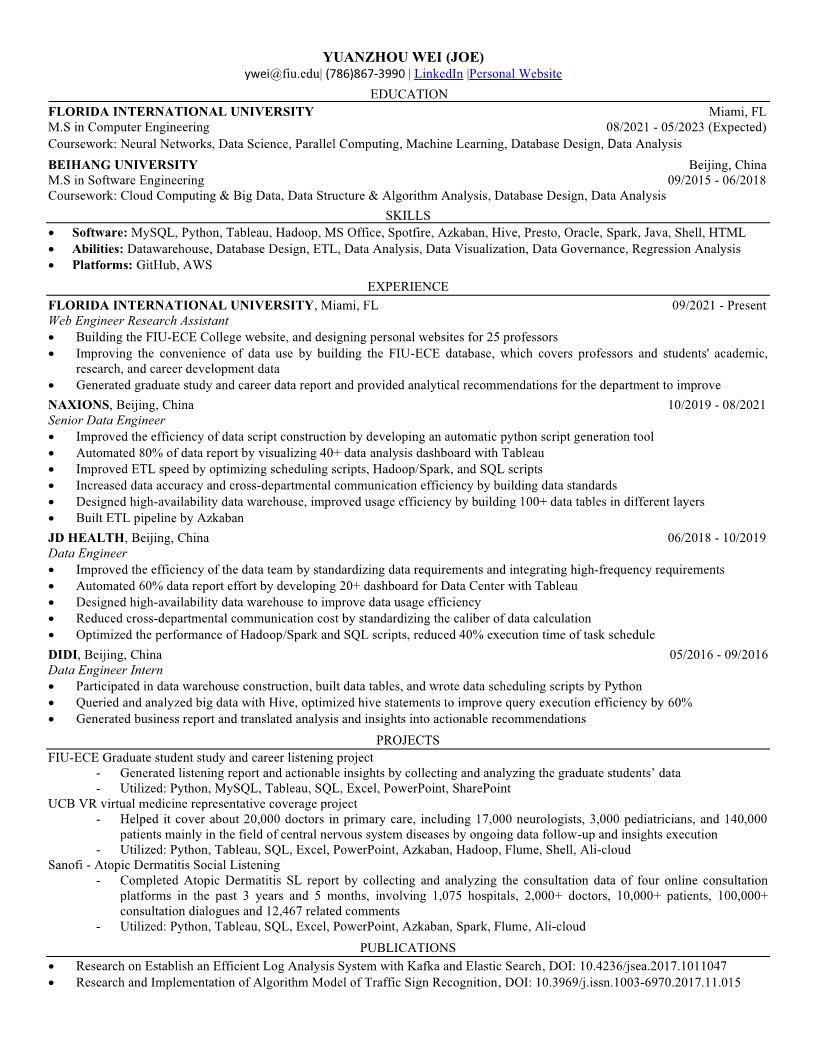 YUANZHOU WEI (JOE)
ywei@fiu.edu| (786)867-3990 | LinkedIn |Personal Website
EDUCATION
FLORIDA INTERNATIONAL UNIVERSITY Miami, FL
M.S in Computer Engineering 08/2021 - 05/2023 (Expected)
Coursework: Neural Networks, Data Science, Parallel Computing, Machine Learning, Database Design, Data Analysis
BEIHANG UNIVERSITY Beijing, China
M.S in Software Engineering 09/2015 - 06/2018
Coursework: Cloud Computing & Big Data, Data Structure & Algorithm Analysis, Database Design, Data Analysis
SKILLS
• Software: MySQL, Python, Tableau, Hadoop, MS Office, Spotfire, Azkaban, Hive, Presto, Oracle, Spark, Java, Shell, HTML
• Abilities: Datawarehouse, Database Design, ETL, Data Analysis, Data Visualization, Data Governance, Regression Analysis
• Platforms: GitHub, AWS
EXPERIENCE
FLORIDA INTERNATIONAL UNIVERSITY, Miami, FL 09/2021 - Present
Web Engineer Research Assistant
• Building the FIU-ECE College website, and designing personal websites for 25 professors
• Improving the convenience of data use by building the FIU-ECE database, which covers professors and students' academic,
research, and career development data
• Generated graduate study and career data report and provided analytical recommendations for the department to improve
NAXIONS, Beijing, China 10/2019 - 08/2021
Senior Data Engineer
• Improved the efficiency of data script construction by developing an automatic python script generation tool
• Automated 80% of data report by visualizing 40+ data analysis dashboard with Tableau
• Improved ETL speed by optimizing scheduling scripts, Hadoop/Spark, and SQL scripts
• Increased data accuracy and cross-departmental communication efficiency by building data standards
• Designed high-availability data warehouse, improved usage efficiency by building 100+ data tables in different layers
• Built ETL pipeline by Azkaban
JD HEALTH, Beijing, China 06/2018 - 10/2019
Data Engineer
• Improved the efficiency of the data team by standardizing data requirements and integrating high-frequency requirements
• Automated 60% data report effort by developing 20+ dashboard for Data Center with Tableau
• Designed high-availability data warehouse to improve data usage efficiency
• Reduced cross-departmental communication cost by standardizing the caliber of data calculation
• Optimized the performance of Hadoop/Spark and SQL scripts, reduced 40% execution time of task schedule
DIDI, Beijing, China 05/2016 - 09/2016
Data Engineer Intern
• Participated in data warehouse construction, built data tables, and wrote data scheduling scripts by Python
• Queried and analyzed big data with Hive, optimized hive statements to improve query execution efficiency by 60%
• Generated business report and translated analysis and insights into actionable recommendations
PROJECTS
FIU-ECE Graduate student study and career listening project
- Generated listening report and actionable insights by collecting and analyzing the graduate students’ data
- Utilized: Python, MySQL, Tableau, SQL, Excel, PowerPoint, SharePoint
UCB VR virtual medicine representative coverage project
- Helped it cover about 20,000 doctors in primary care, including 17,000 neurologists, 3,000 pediatricians, and 140,000
patients mainly in the field of central nervous system diseases by ongoing data follow-up and insights execution
- Utilized: Python, Tableau, SQL, Excel, PowerPoint, Azkaban, Hadoop, Flume, Shell, Ali-cloud
Sanofi - Atopic Dermatitis Social Listening
- Completed Atopic Dermatitis SL report by collecting and analyzing the consultation data of four online consultation
platforms in the past 3 years and 5 months, involving 1,075 hospitals, 2,000+ doctors, 10,000+ patients, 100,000+
consultation dialogues and 12,467 related comments
- Utilized: Python, Tableau, SQL, Excel, PowerPoint, Azkaban, Spark, Flume, Ali-cloud
PUBLICATIONS
• Research on Establish an Efficient Log Analysis System with Kafka and Elastic Search, DOI: 10.4236/jsea.2017.1011047
• Research and Implementation of Algorithm Model of Traffic Sign Recognition, DOI: 10.3969/j.issn.1003-6970.2017.11.015